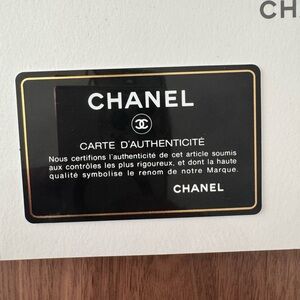 CH
CHANEL
CARTE D'AUTHENTICITÉ
Nous certifions l'authenticité de cet article soumis
aux contrôles les plus rigoureux, et dont la haute
qualité symbolise le renom de notre Marque.
CHANEL